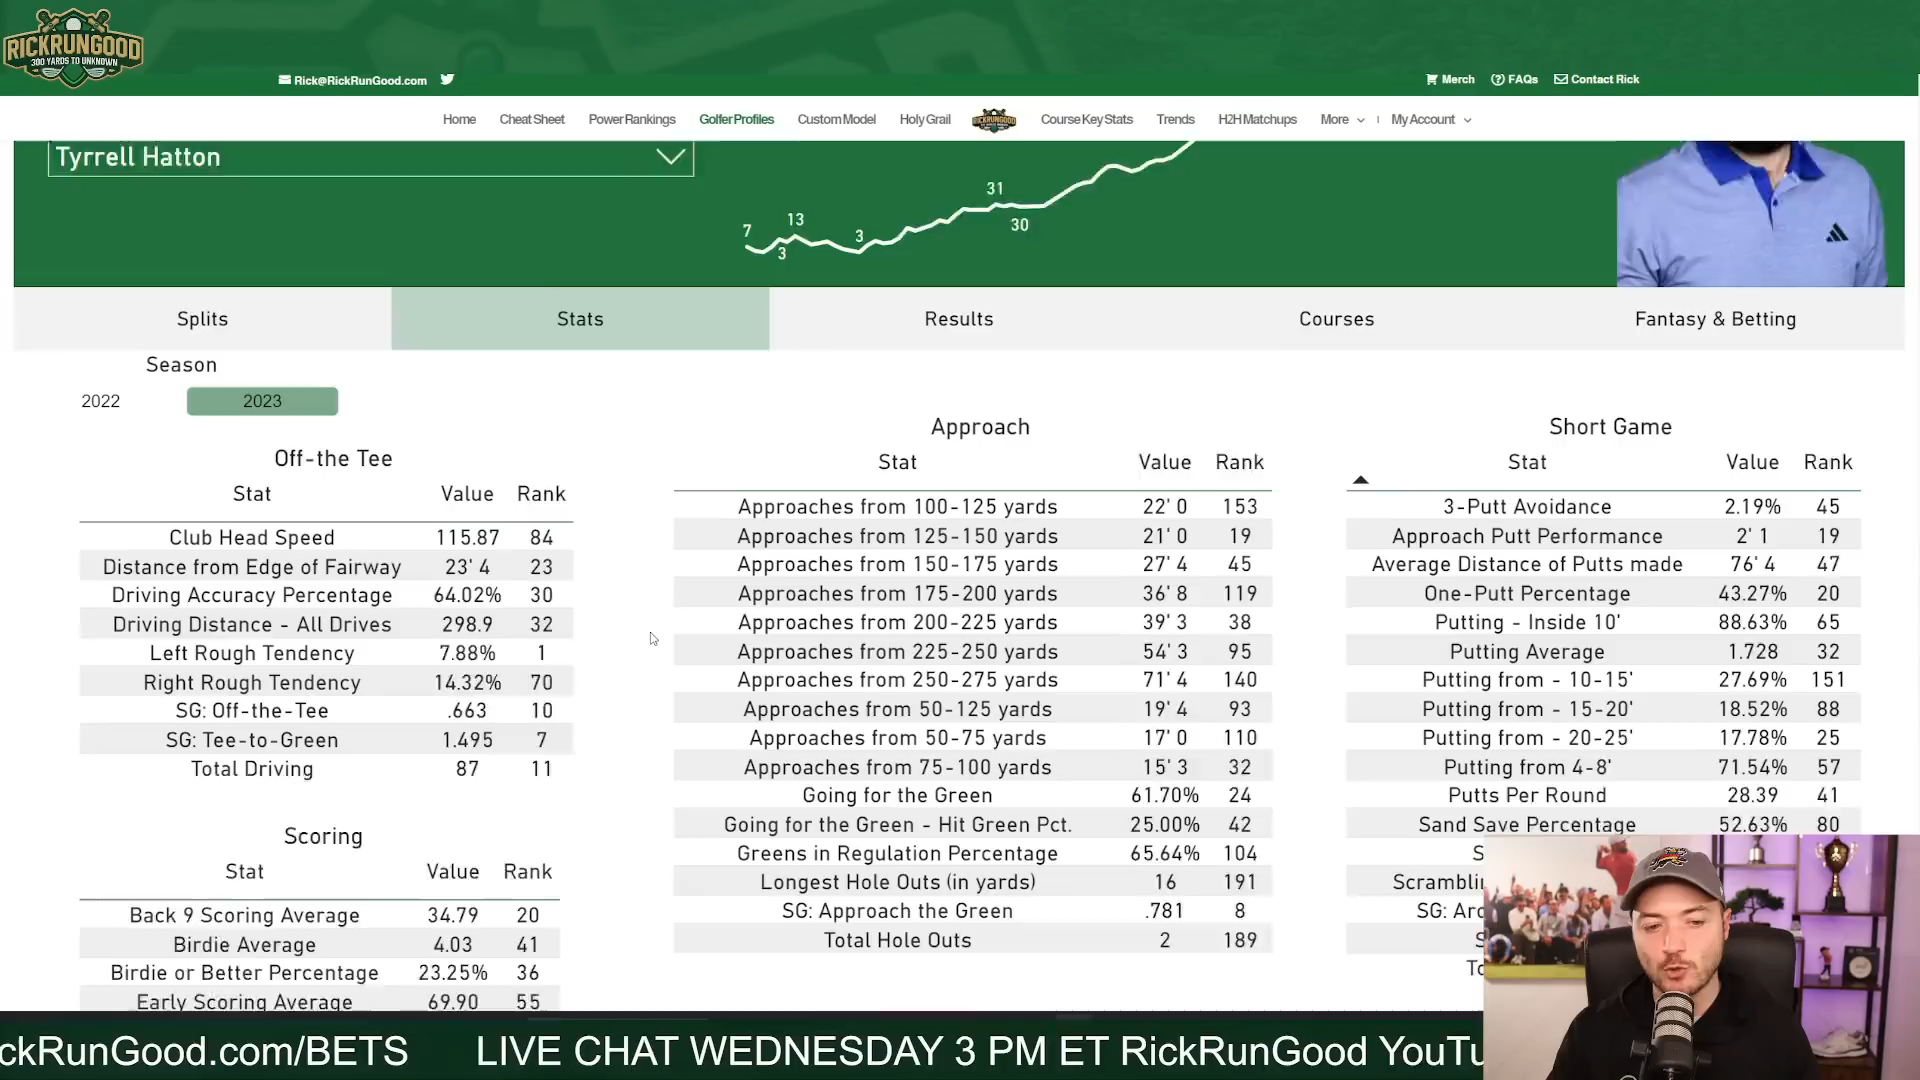 RICKRUNGOOD
300 YARDS TO UNKNOWN
Rick@RickRunGood.com
Merch FAQs Contact Rick
Home Cheat Sheet Power Rankings Golfer Profiles Custom Model Holy Grail RICKRUNGOOD Course Key Stats Trends H2H Matchups More My Account
Tyrrell Hatton
7 3 13 3 31 30
Splits Stats Results Courses Fantasy & Betting
Season
2022 2023
Off-the Tee
Stat Value Rank
Club Head Speed 115.87 84
Distance from Edge of Fairway 23' 4 23
Driving Accuracy Percentage 64.02% 30
Driving Distance - All Drives 298.9 32
Left Rough Tendency 7.88% 1
Right Rough Tendency 14.32% 70
SG: Off-the-Tee .663 10
SG: Tee-to-Green 1.495 7
Total Driving 87 11
Scoring
Stat Value Rank
Back 9 Scoring Average 34.79 20
Birdie Average 4.03 41
Birdie or Better Percentage 23.25% 36
Early Scoring Average 69.90 55
Approach
Stat Value Rank
Approaches from 100-125 yards 22' 0 153
Approaches from 125-150 yards 21' 0 19
Approaches from 150-175 yards 27' 4 45
Approaches from 175-200 yards 36' 8 119
Approaches from 200-225 yards 39' 3 38
Approaches from 225-250 yards 54' 3 95
Approaches from 250-275 yards 71' 4 140
Approaches from 50-125 yards 19' 4 93
Approaches from 50-75 yards 17' 0 110
Approaches from 75-100 yards 15' 3 32
Going for the Green 61.70% 24
Going for the Green - Hit Green Pct. 25.00% 42
Greens in Regulation Percentage 65.64% 104
Longest Hole Outs (in yards) 16 191
SG: Approach the Green .781 8
Total Hole Outs 2 189
Short Game
Stat Value Rank
3-Putt Avoidance 2.19% 45
Approach Putt Performance 2' 1 19
Average Distance of Putts made 76' 4 47
One-Putt Percentage 43.27% 20
Putting - Inside 10' 88.63% 65
Putting Average 1.728 32
Putting from - 10-15' 27.69% 151
Putting from - 15-20' 18.52% 88
Putting from - 20-25' 17.78% 25
Putting from 4-8' 71.54% 57
Putts Per Round 28.39 41
Sand Save Percentage 52.63% 80
S
Scramblin
SG: Aro
S
To
ckRunGood.com/BETS LIVE CHAT WEDNESDAY 3 PM ET RickRunGood YouTu